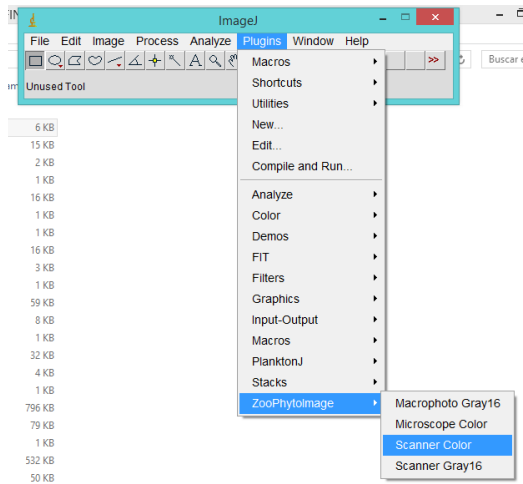 ImageJ
File Edit Image Process Analyze Plugins Window Help
A
>>
Buscar e
Unused Tool
6 KB
15 KB
2 KB
1 KB
16 KB
1 KB
1 KB
16 KB
3 KB
1 KB
59 KB
8 KB
1 KB
32 KB
4 KB
1 KB
796 KB
79 KB
1 KB
532 KB
50 KB
Macros
Shortcuts
Utilities
New...
Edit...
Compile and Run...
Analyze
Color
Demos
FIT
Filters
Graphics
Input-Output
Macros
PlanktonJ
Stacks
ZooPhytoImage
Macrophoto Gray16
Microscope Color
Scanner Color
Scanner Gray16